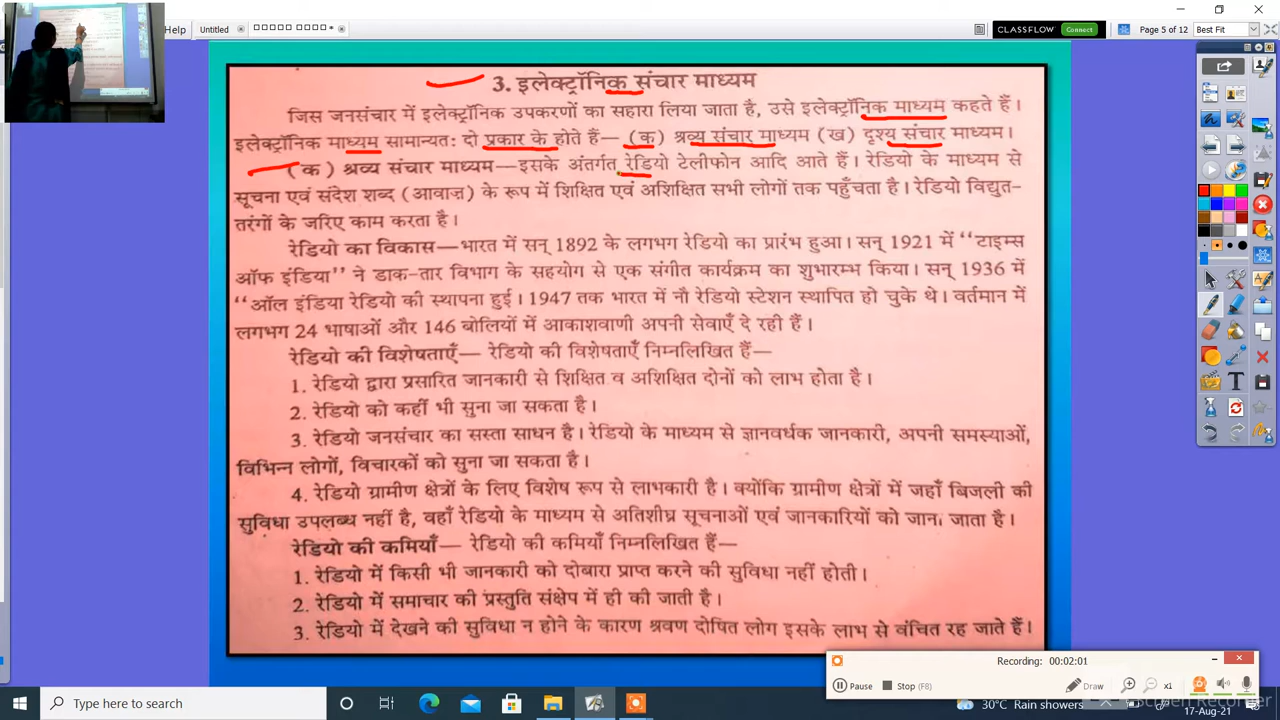 Help
Untitled
CLASSFLOW Connect
Page 5 of 12
Best Fit
3. इलेक्ट्रॉनिक संचार माध्यम
जिस जनसंचार में इलेक्ट्रॉनिक उपकरणों का सहारा लिया जाता है, उसे इलेक्ट्रॉनिक माध्यम कहते हैं।
इलेक्ट्रॉनिक माध्यम सामान्यत: दो प्रकार के होते हैं— (क) श्रव्य संचार माध्यम (ख) दृश्य संचार माध्यम।
(क) श्रव्य संचार माध्यम—इसके अंतर्गत रेडियो टेलीफोन आदि आते हैं। रेडियो के माध्यम से
सूचना एवं संदेश शब्द (आवाज़) के रूप में शिक्षित एवं अशिक्षित सभी लोगों तक पहुँचता है। रेडियो विद्युत-
तरंगों के जरिए काम करता है।
रेडियो का विकास—भारत में सन् 1892 के लगभग रेडियो का प्रारंभ हुआ। सन् 1921 में “टाइम्स
ऑफ इंडिया” ने डाक-तार विभाग के सहयोग से एक संगीत कार्यक्रम का शुभारम्भ किया। सन् 1936 में
“ऑल इंडिया रेडियो की स्थापना हुई। 1947 तक भारत में नौ रेडियो स्टेशन स्थापित हो चुके थे। वर्तमान में
लगभग 24 भाषाओं और 146 बोलियों में आकाशवाणी अपनी सेवाएँ दे रही हैं।
रेडियो की विशेषताएँ— रेडियो की विशेषताएँ निम्नलिखित हैं—
1. रेडियो द्वारा प्रसारित जानकारी से शिक्षित व अशिक्षित दोनों को लाभ होता है।
2. रेडियो को कहीं भी सुना जा सकता है।
3. रेडियो जनसंचार का सस्ता साधन है। रेडियो के माध्यम से ज्ञानवर्धक जानकारी, अपनी समस्याओं,
विभिन्न लोगों, विचारकों को सुना जा सकता है।
4. रेडियो ग्रामीण क्षेत्रों के लिए विशेष रूप से लाभकारी है। क्योंकि ग्रामीण क्षेत्रों में जहाँ बिजली की
सुविधा उपलब्ध नहीं है, वहाँ रेडियो के माध्यम से अतिशीघ्र सूचनाओं एवं जानकारियों को जाना जाता है।
रेडियो की कमियाँ— रेडियो की कमियाँ निम्नलिखित हैं—
1. रेडियो में किसी भी जानकारी को दोबारा प्राप्त करने की सुविधा नहीं होती।
2. रेडियो में समाचार की प्रस्तुति संक्षेप में ही की जाती है।
3. रेडियो में देखने की सुविधा न होने के कारण श्रवण दोषित लोग इसके लाभ से वंचित रह जाते हैं।
Recording: 00:02:01
Pause Stop (F8) Draw x1
Type here to search
30°C Rain showers
17-Aug-21